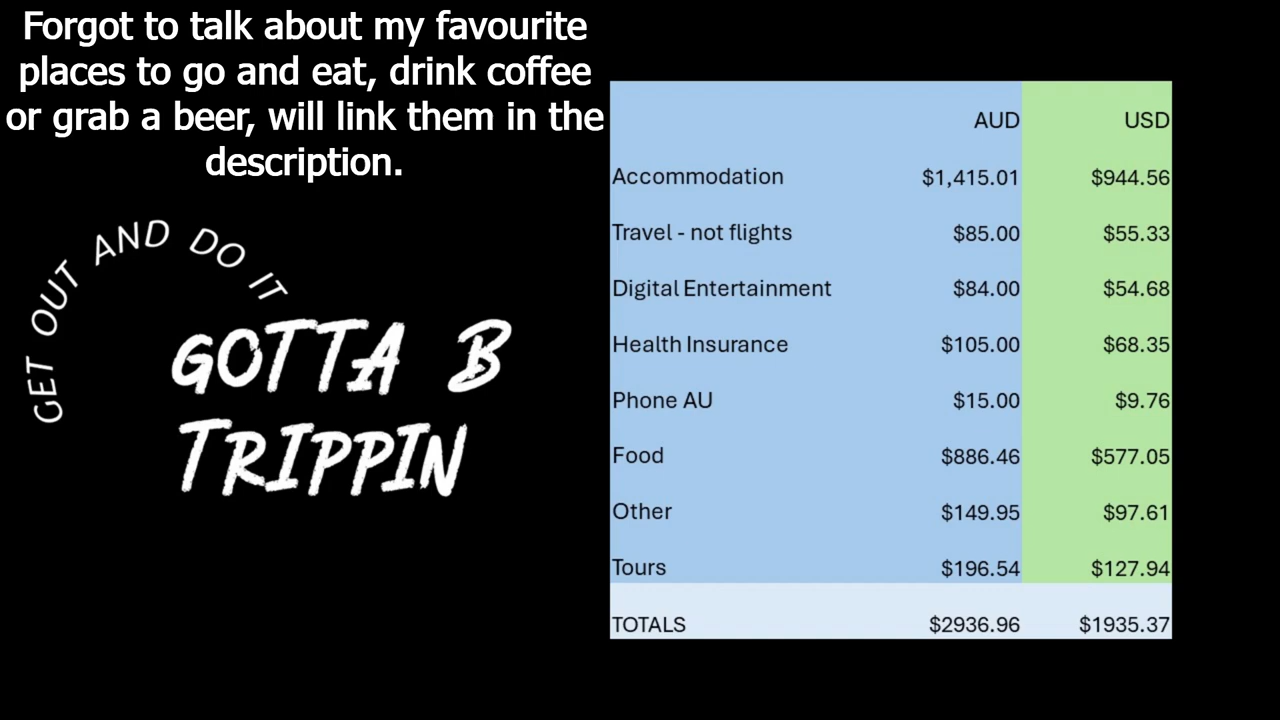 Forgot to talk about my favourite
places to go and eat, drink coffee
or grab a beer, will link them in the
description.
GET OUT AND DO IT
GOTTA B
TRIPPIN
AUD USD
Accommodation $1,415.01 $944.56
Travel - not flights $85.00 $55.33
Digital Entertainment $84.00 $54.68
Health Insurance $105.00 $68.35
Phone AU $15.00 $9.76
Food $886.46 $577.05
Other $149.95 $97.61
Tours $196.54 $127.94
TOTALS $2936.96 $1935.37